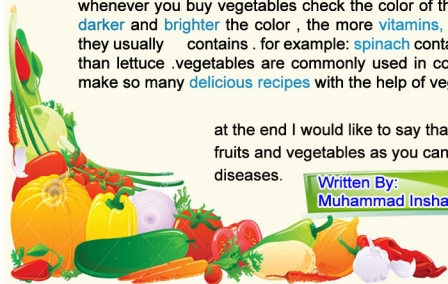 whenever you buy vegetables check the color of th
darker and brighter the color , the more vitamins,
they usually contains . for example: spinach conta
than lettuce .vegetables are commonly used in co
make so many delicious recipes with the help of ve
at the end I would like to say tha
fruits and vegetables as you can
diseases.
Written By:
Muhammad Insha